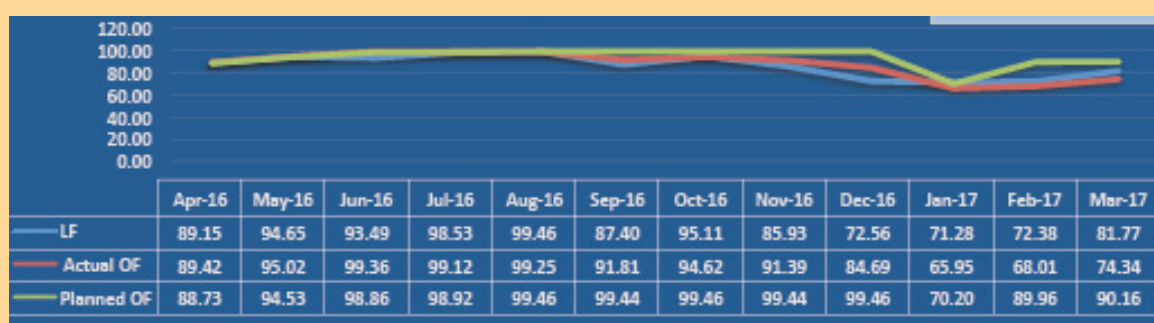 120.00
100.00
80.00
60.00
40.00
20.00
0.00
Apr-16 May-16 Jun-16 Jul-16 Aug-16 Sep-16 Oct-16 Nov-16 Dec-16 Jan-17 Feb-17 Mar-17
LF 89.15 94.65 93.49 98.53 99.46 87.40 95.11 85.93 72.56 71.28 72.38 81.77
Actual OF 89.42 95.02 99.36 99.12 99.25 91.81 94.62 91.39 84.69 65.95 68.01 74.34
Planned OF 88.73 94.53 98.86 98.92 99.46 99.44 99.46 99.44 99.46 70.20 89.96 90.16